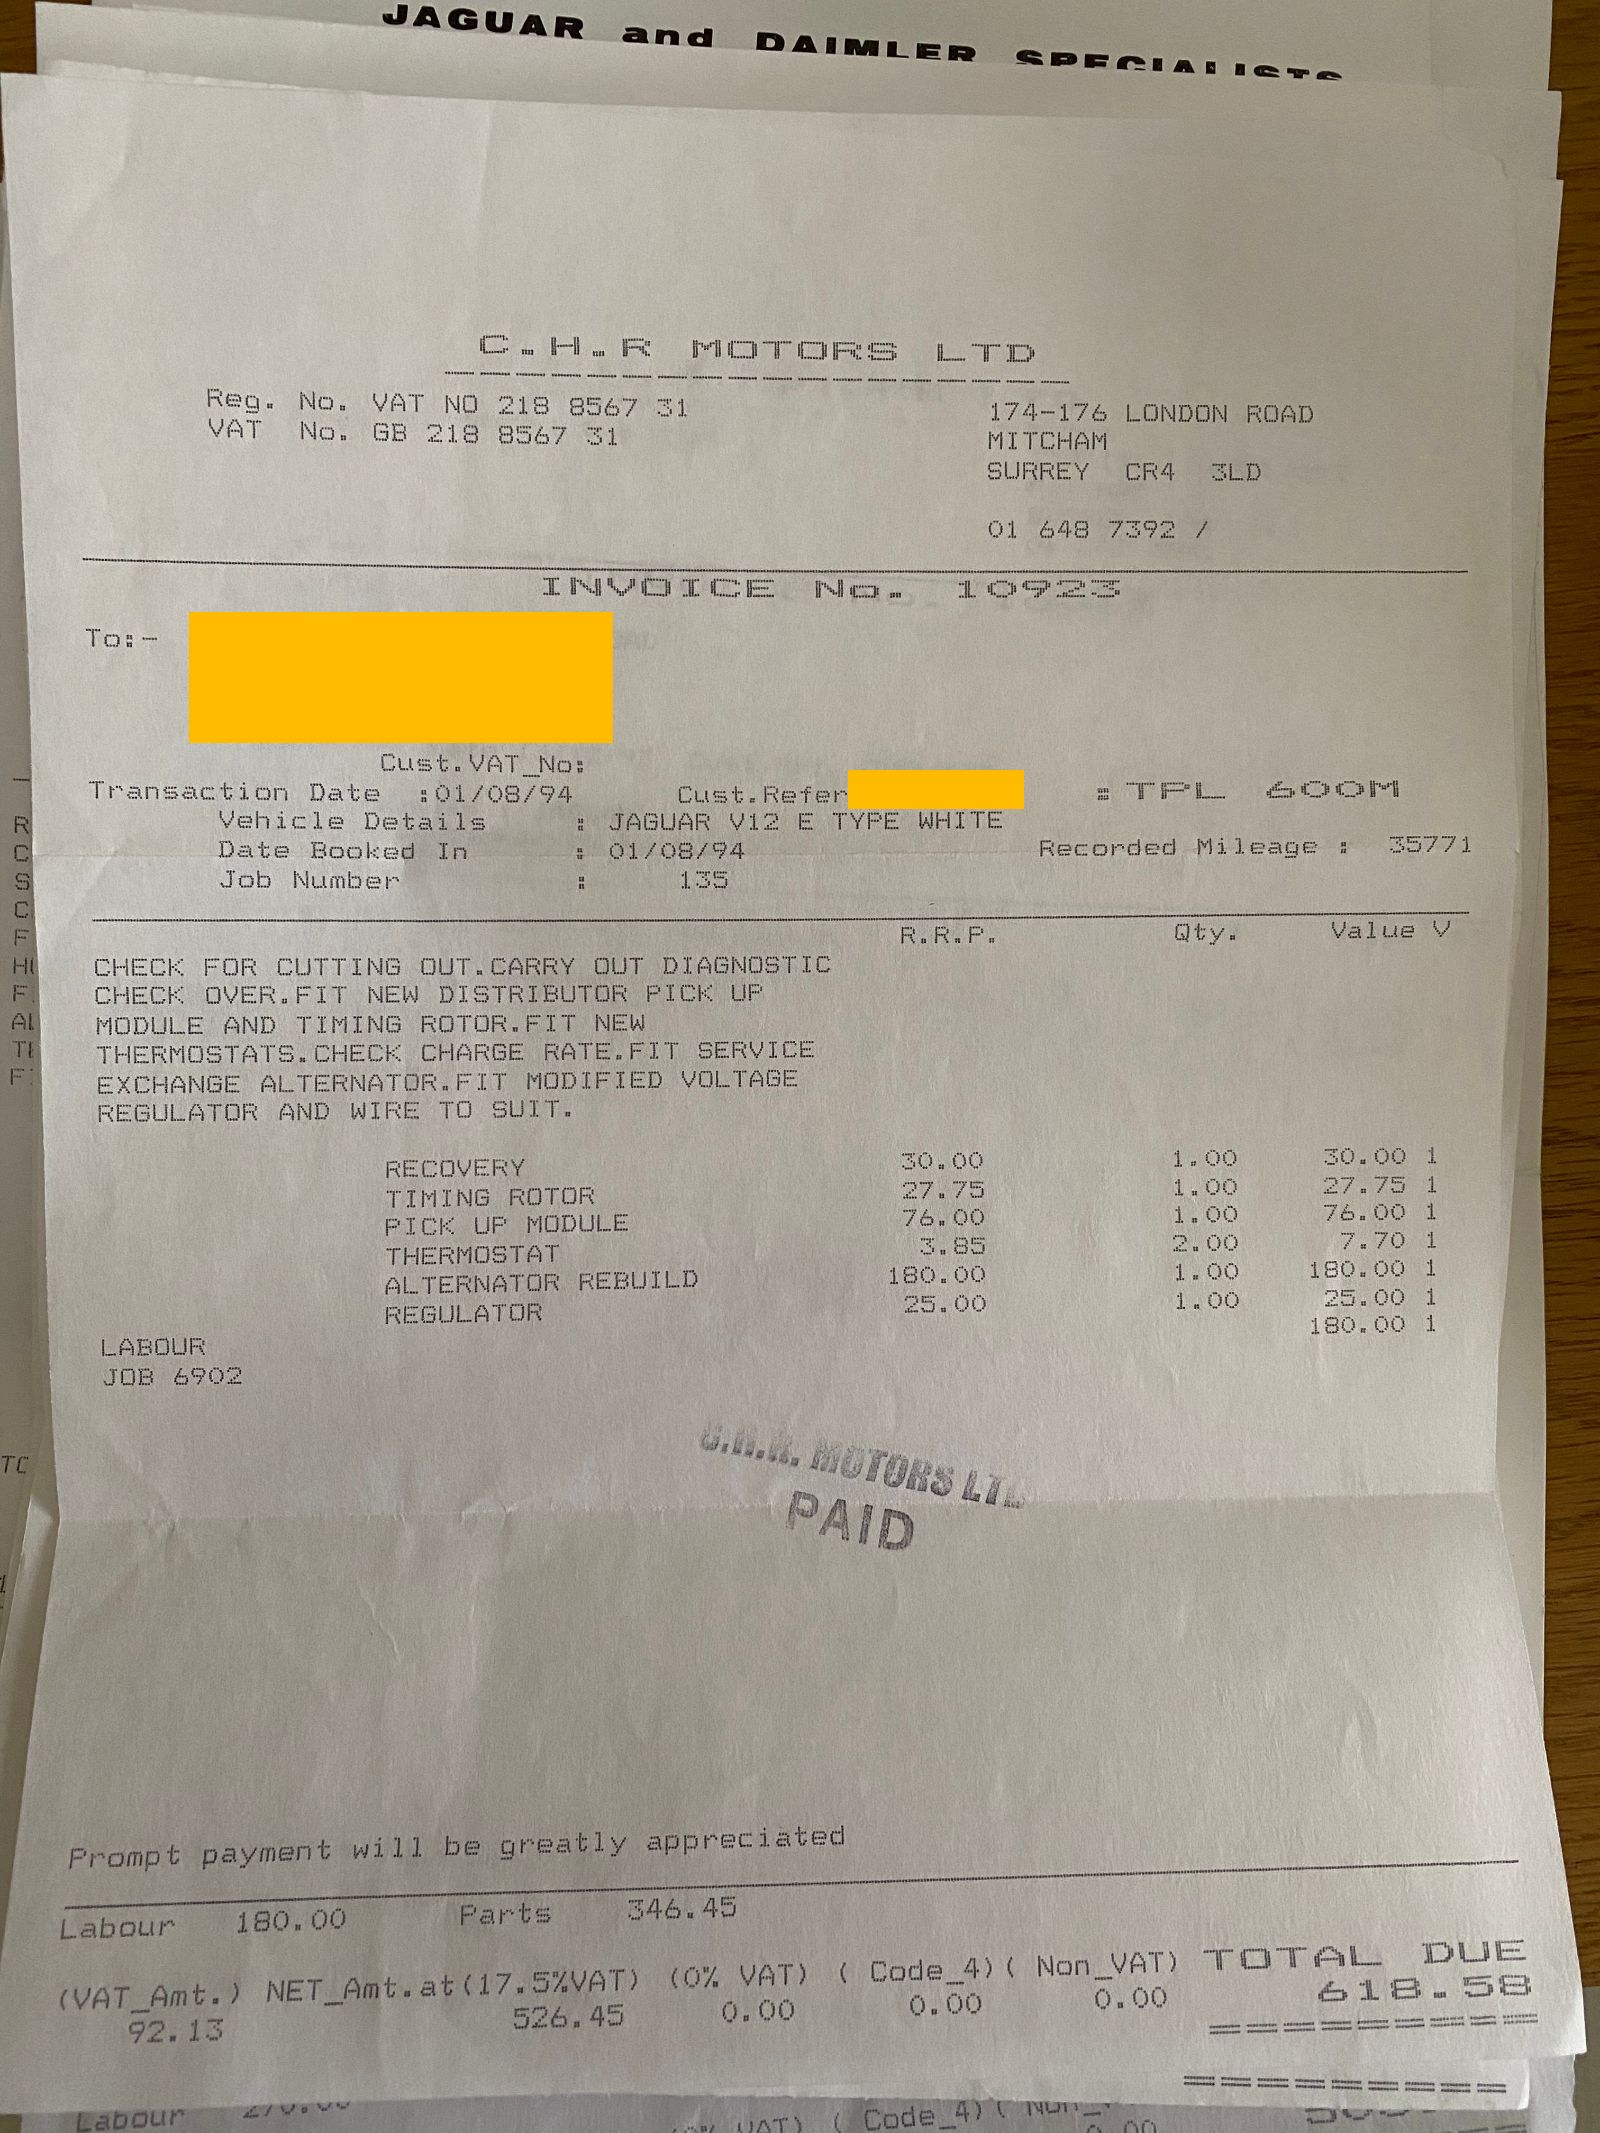 JAGUAR and DAIMLER SPECIALISTS
C.H.R MOTORS LTD
Reg. No. VAT NO 218 8567 31
VAT No. GB 218 8567 31
174-176 LONDON ROAD
MITCHAM
SURREY CR4 3LD
01 648 7392 /
INVOICE No. 10923
To:-
Cust.VAT_No:
Transaction Date :01/08/94 Cust.Refer : TPL 600M
Vehicle Details : JAGUAR V12 E TYPE WHITE
Date Booked In : 01/08/94 Recorded Mileage : 35771
Job Number : 135
R.R.P. Qty. Value V
CHECK FOR CUTTING OUT.CARRY OUT DIAGNOSTIC
CHECK OVER.FIT NEW DISTRIBUTOR PICK UP
MODULE AND TIMING ROTOR.FIT NEW
THERMOSTATS.CHECK CHARGE RATE.FIT SERVICE
EXCHANGE ALTERNATOR.FIT MODIFIED VOLTAGE
REGULATOR AND WIRE TO SUIT.
RECOVERY 30.00 1.00 30.00 1
TIMING ROTOR 27.75 1.00 27.75 1
PICK UP MODULE 76.00 1.00 76.00 1
THERMOSTAT 3.85 2.00 7.70 1
ALTERNATOR REBUILD 180.00 1.00 180.00 1
REGULATOR 25.00 1.00 25.00 1
LABOUR 180.00 1
JOB 6902
C.H.R. MOTORS LTD
PAID
Prompt payment will be greatly appreciated
Labour 180.00 Parts 346.45
(VAT_Amt.) NET_Amt.at(17.5%VAT) (0% VAT) ( Code_4)( Non_VAT) TOTAL DUE
92.13 526.45 0.00 0.00 0.00 618.58
Labour
VAT) ( Code_4)(